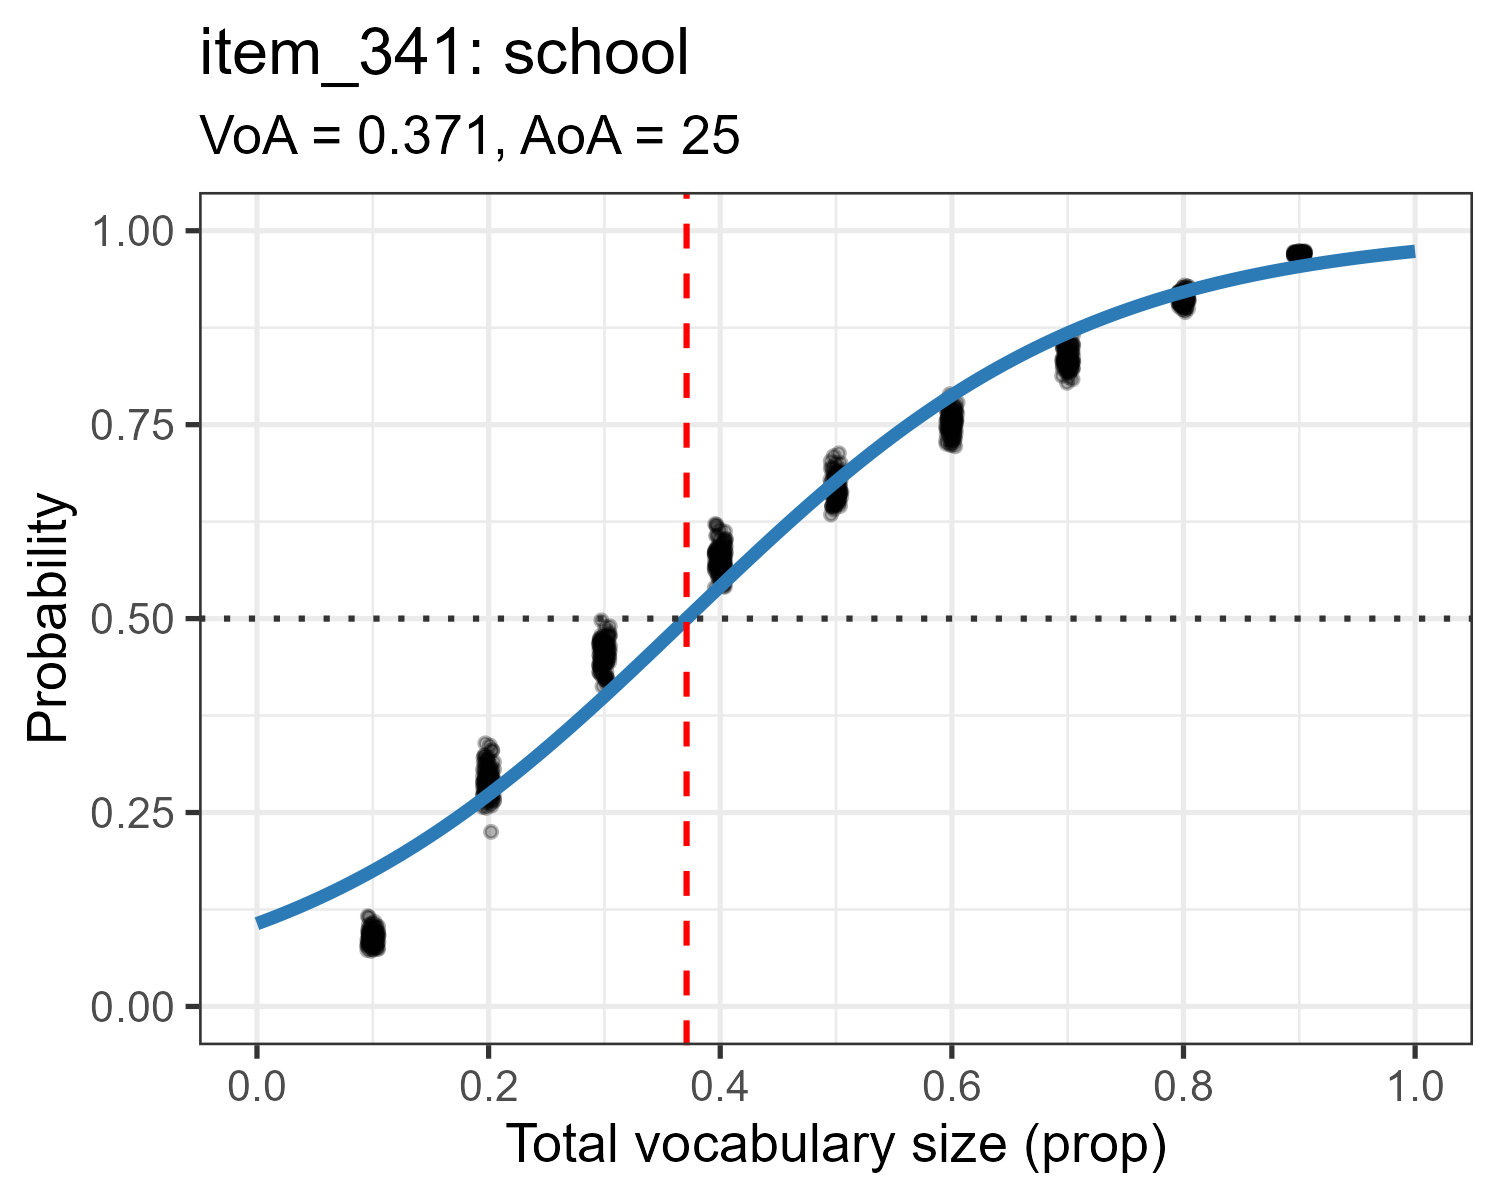 item_341: school
VoA = 0.371, AoA = 25
1.00
0.75
0.50
0.25
0.00
Probability
0.0 0.2 0.4 0.6 0.8 1.0
Total vocabulary size (prop)